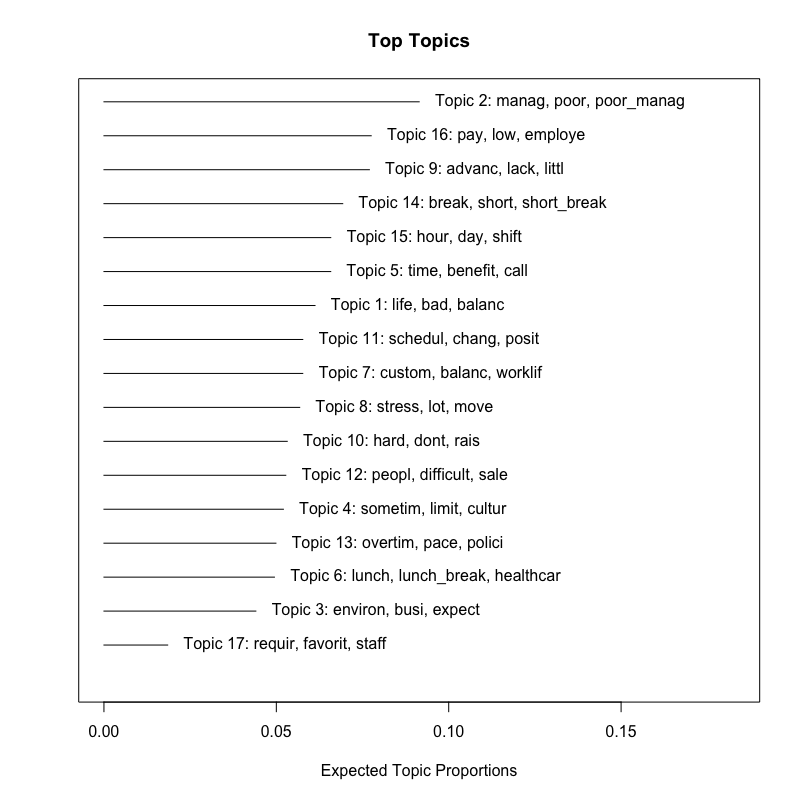 Top Topics
Topic 2: manag, poor, poor_manag
Topic 16: pay, low, employe
Topic 9: advanc, lack, littl
Topic 14: break, short, short_break
Topic 15: hour, day, shift
Topic 5: time, benefit, call
Topic 1: life, bad, balanc
Topic 11: schedul, chang, posit
Topic 7: custom, balanc, worklif
Topic 8: stress, lot, move
Topic 10: hard, dont, rais
Topic 12: peopl, difficult, sale
Topic 4: sometim, limit, cultur
Topic 13: overtim, pace, polici
Topic 6: lunch, lunch_break, healthcar
Topic 3: environ, busi, expect
Topic 17: requir, favorit, staff
0.00 0.05 0.10 0.15
Expected Topic Proportions